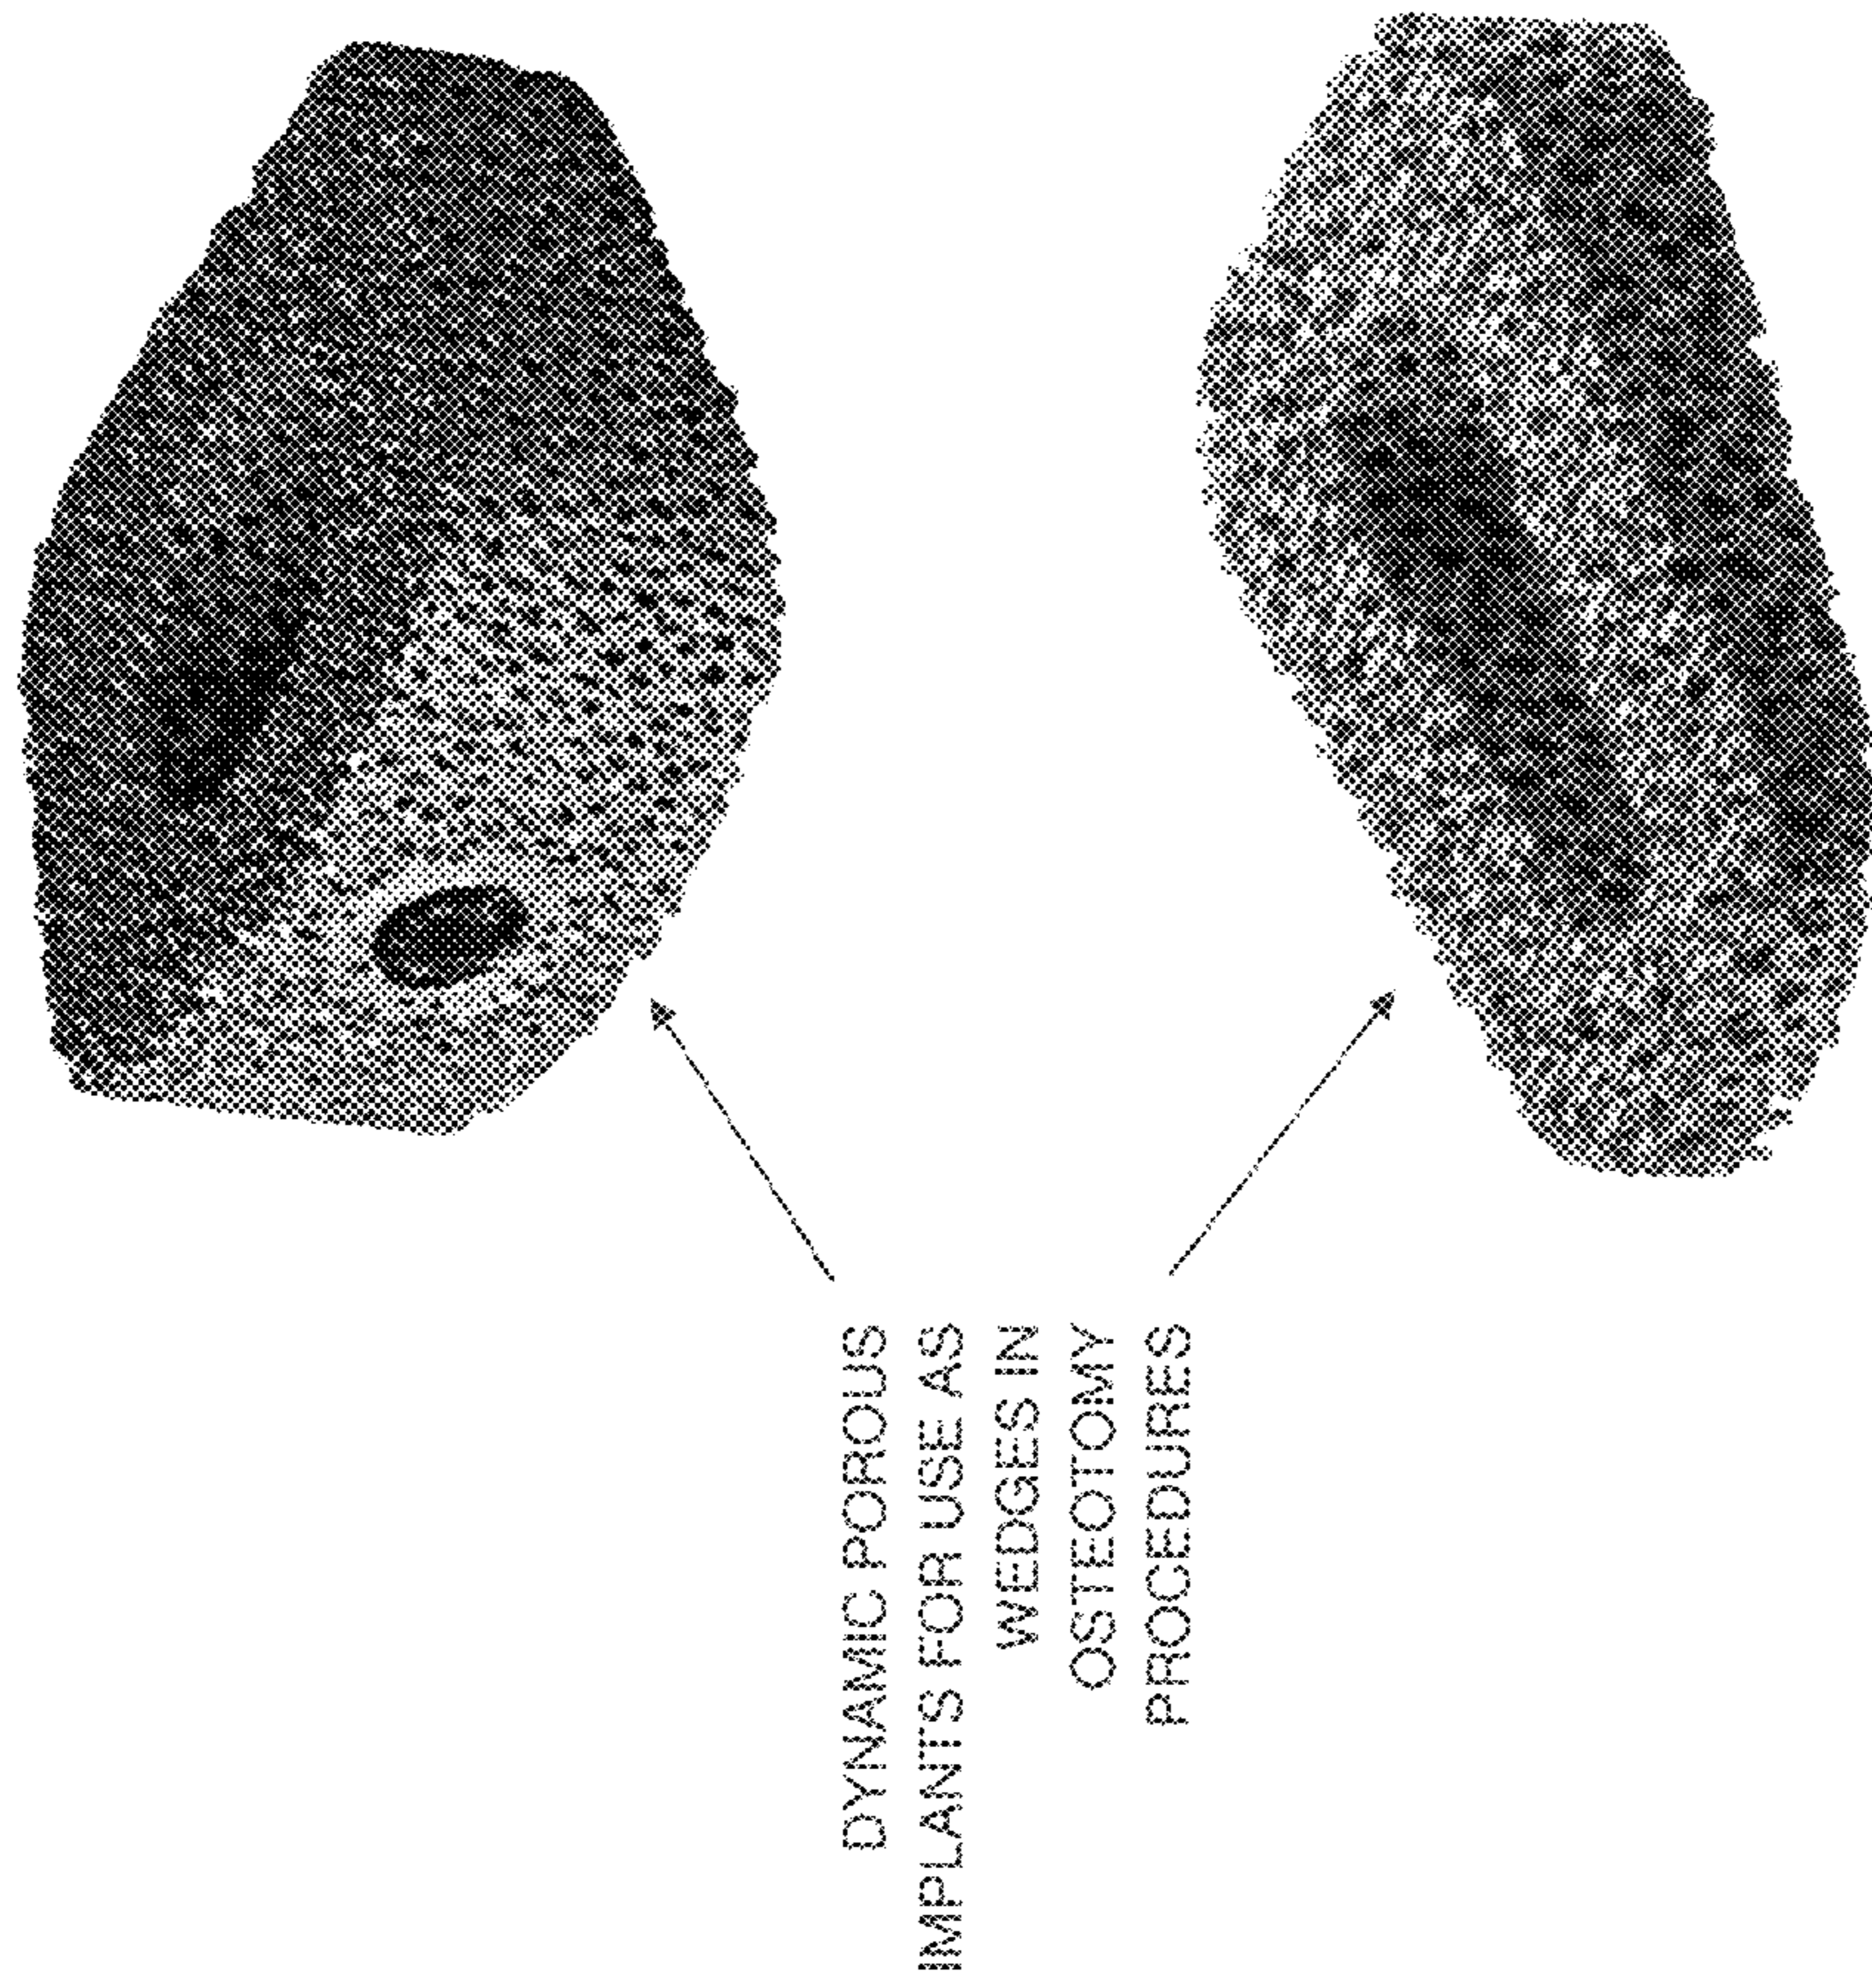 DYNAMIC POROUS
IMPLANTS FOR USE AS
WEDGES IN
OSTEOTOMY
PROCEDURES